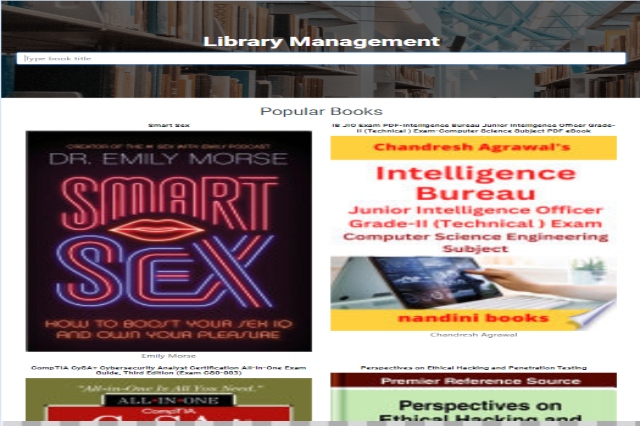 Library Management
Type book title
Popular Books
Smart Sex
CREATOR OF THE #1 SEX WITH EMILY PODCAST
DR. EMILY MORSE
SMART
SEX
HOW TO BOOST YOUR SEX IQ
AND OWN YOUR PLEASURE
Emily Morse
IB JIO Exam PDF-Intelligence Bureau Junior Intelligence Officer Grade-
II (Technical ) Exam-Computer Science Subject PDF eBook
Chandresh Agrawal's
Intelligence
Bureau
Junior Intelligence Officer
Grade-II (Technical ) Exam
Computer Science Engineering
Subject
nandini books
Chandresh Agrawal
CompTIA CySA+ Cybersecurity Analyst Certification All-in-One Exam
Guide, Third Edition (Exam CS0-003)
"All-in-One Is All You Need."
ALL-IN-ONE
CompTIA
CySA+
Perspectives on Ethical Hacking and Penetration Testing
Premier Reference Source
Perspectives on
Ethical Hacking and